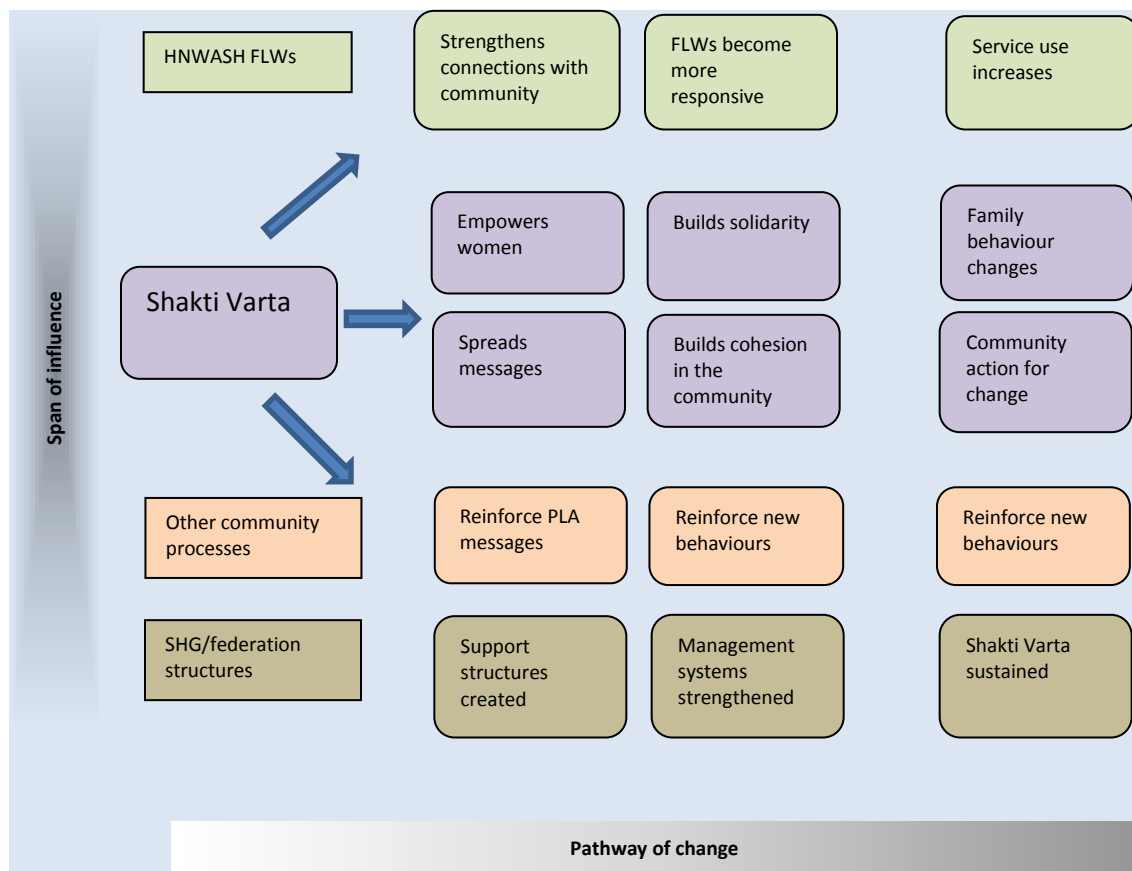 HNWASH FLWs
Strengthens
connections with
community
FLWs become
more
responsive
Service use
increases
Empowers
women
Builds solidarity
Family
behaviour
changes
Shakti Varta
Spreads
messages
Builds cohesion
in the
community
Community
action for
change
Span of influence
Other community
processes
Reinforce PLA
messages
Reinforce new
behaviours
Reinforce new
behaviours
SHG/federation
structures
Support
structures
created
Management
systems
strengthened
Shakti Varta
sustained
Pathway of change